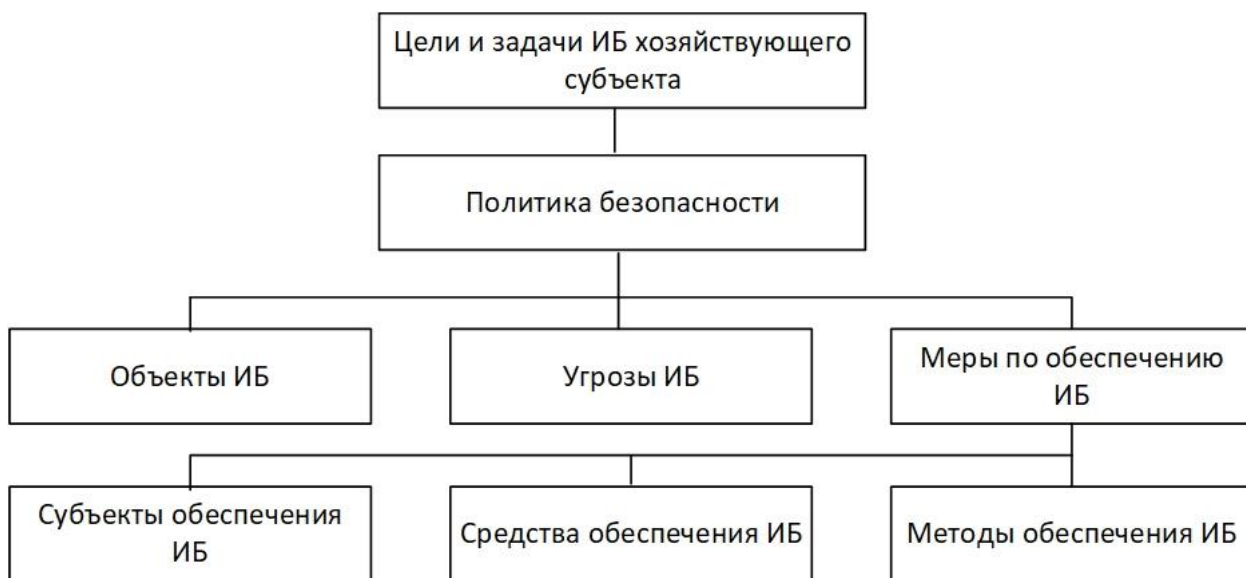 Цели и задачи ИБ хозяйствующего
субъекта
Политика безопасности
Объекты ИБ
Угрозы ИБ
Меры по обеспечению
ИБ
Субъекты обеспечения
ИБ
Средства обеспечения ИБ
Методы обеспечения ИБ